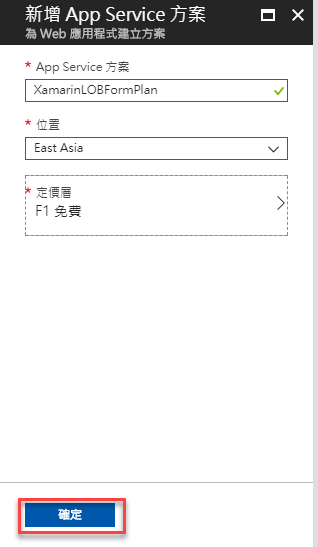 新增 App Service 方案
為 Web 應用程式建立方案
* App Service 方案
XamarinLOBFormPlan
* 位置
East Asia
* 定價層
F1 免費
確定